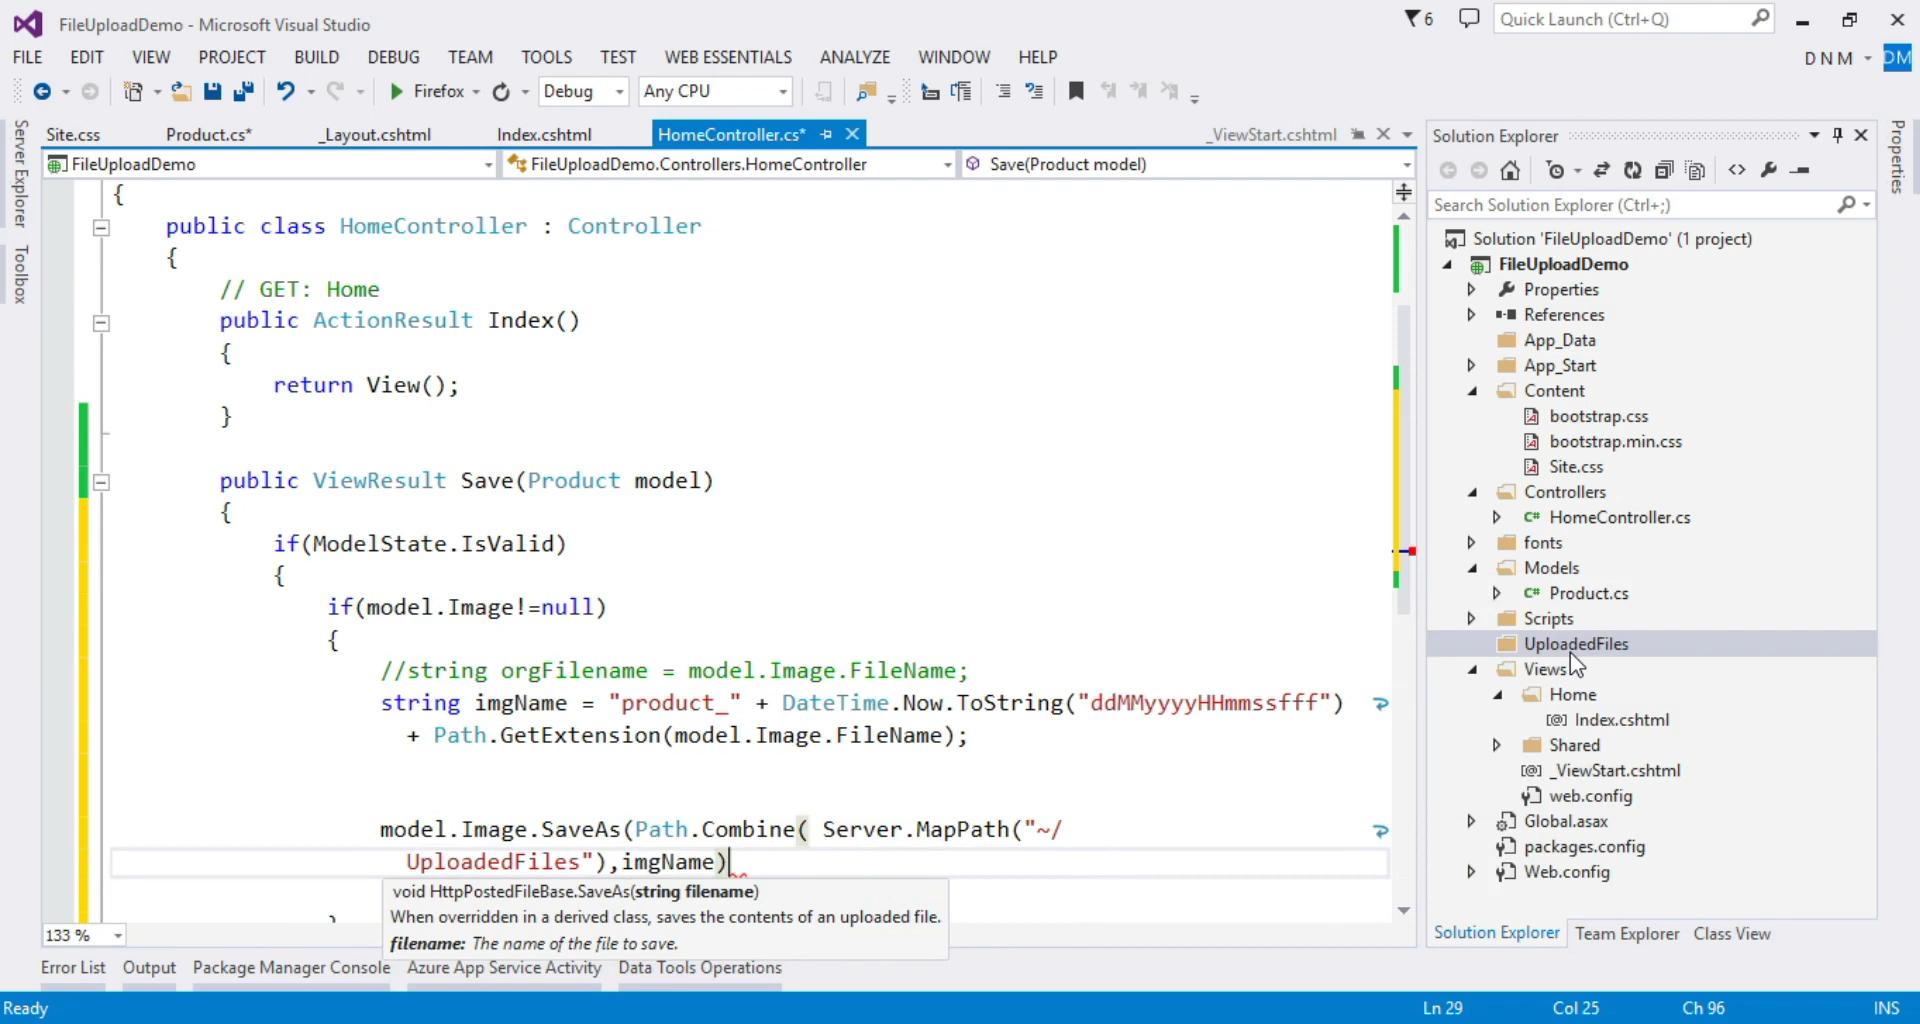 FileUploadDemo - Microsoft Visual Studio
6
Quick Launch (Ctrl+Q)
FILE EDIT VIEW PROJECT BUILD DEBUG TEAM TOOLS TEST WEB ESSENTIALS ANALYZE WINDOW HELP
D N M
DM
Firefox Debug Any CPU
Server Explorer
Toolbox
Site.css Product.cs* _Layout.cshtml Index.cshtml HomeController.cs* _ViewStart.cshtml
FileUploadDemo FileUploadDemo.Controllers.HomeController Save(Product model)
{
public class HomeController : Controller
{
// GET: Home
public ActionResult Index()
{
return View();
}
public ViewResult Save(Product model)
{
if(ModelState.IsValid)
{
if(model.Image!=null)
{
//string orgFilename = model.Image.FileName;
string imgName = "product_" + DateTime.Now.ToString("ddMMyyyyHHmmssfff")
+ Path.GetExtension(model.Image.FileName);
model.Image.SaveAs(Path.Combine( Server.MapPath("~/
UploadedFiles"),imgName)
void HttpPostedFileBase.SaveAs(string filename)
When overridden in a derived class, saves the contents of an uploaded file.
filename: The name of the file to save.
}
133 %
Solution Explorer
Search Solution Explorer (Ctrl+;)
Solution 'FileUploadDemo' (1 project)
FileUploadDemo
Properties
References
App_Data
App_Start
Content
bootstrap.css
bootstrap.min.css
Site.css
Controllers
C# HomeController.cs
fonts
Models
C# Product.cs
Scripts
UploadedFiles
Views
Home
[@] Index.cshtml
Shared
[@] _ViewStart.cshtml
web.config
Global.asax
packages.config
Web.config
Solution Explorer Team Explorer Class View
Properties
Error List Output Package Manager Console Azure App Service Activity Data Tools Operations
Ready Ln 29 Col 25 Ch 96 INS